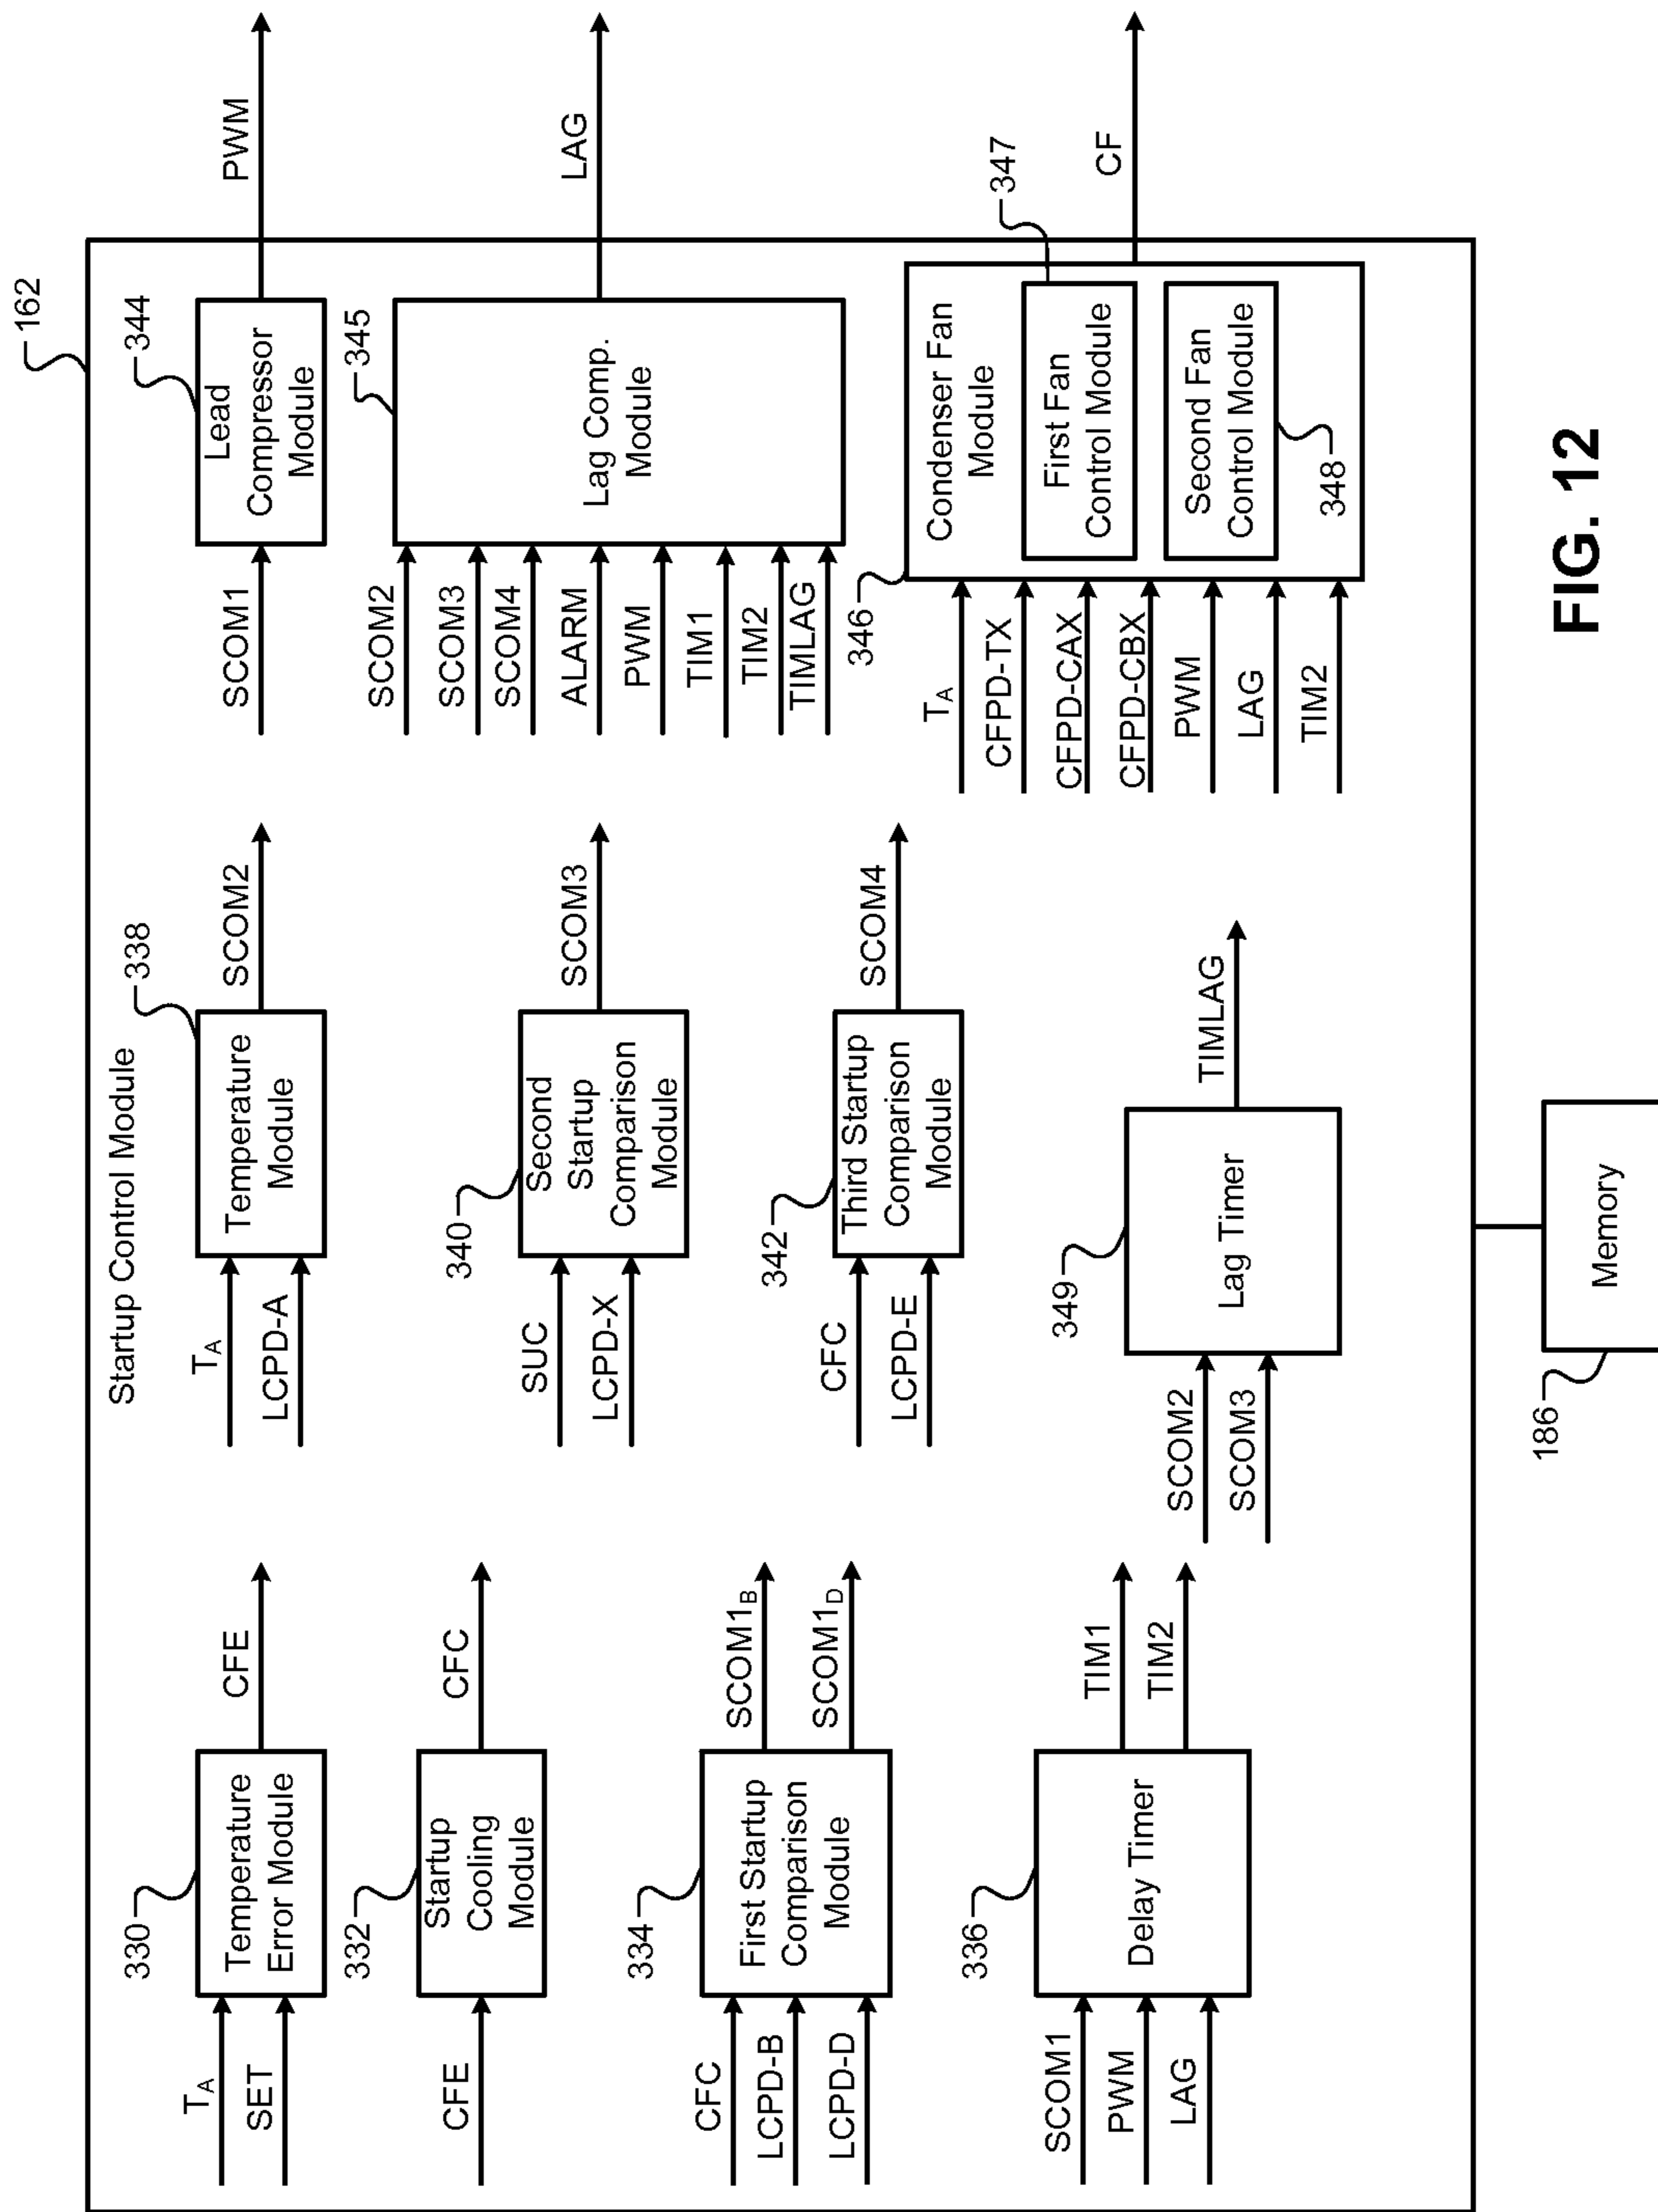 162
Startup Control Module
T_A
SET
330
Temperature
Error Module
CFE
CFE
332
Startup
Cooling
Module
CFC
CFC
LCPD-B
LCPD-D
334
First Startup
Comparison
Module
SCOM1_B
SCOM1_D
SCOM1
PWM
LAG
336
Delay Timer
TIM1
TIM2
T_A
LCPD-A
338
Temperature
Module
SCOM2
SUC
LCPD-X
340
Second
Startup
Comparison
Module
SCOM3
CFC
LCPD-E
342
Third Startup
Comparison
Module
SCOM4
SCOM2
SCOM3
349
Lag Timer
TIMLAG
SCOM1
344
Lead
Compressor
Module
PWM
SCOM2
SCOM3
SCOM4
ALARM
PWM
TIM1
TIM2
TIMLAG
345
Lag Comp.
Module
LAG
T_A
CFPD-TX
CFPD-CAX
CFPD-CBX
PWM
LAG
TIM2
346
Condenser Fan
Module
First Fan
Control Module
347
Second Fan
Control Module
348
CF
186
Memory
FIG. 12